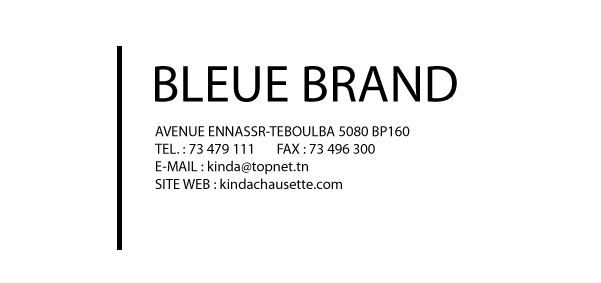 BLEUE BRAND
AVENUE ENNASSR-TEBOULBA 5080 BP160
TEL. : 73 479 111 FAX : 73 496 300
E-MAIL : kinda@topnet.tn
SITE WEB : kindachausette.com